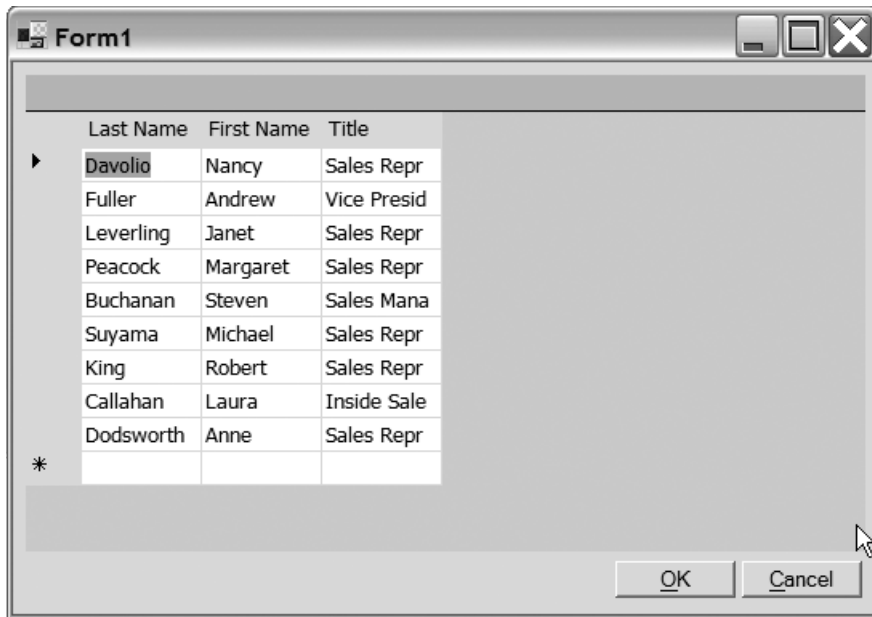 Form1
Last Name First Name Title
Davolio Nancy Sales Repr
Fuller Andrew Vice Presid
Leverling Janet Sales Repr
Peacock Margaret Sales Repr
Buchanan Steven Sales Mana
Suyama Michael Sales Repr
King Robert Sales Repr
Callahan Laura Inside Sale
Dodsworth Anne Sales Repr
*
OK Cancel